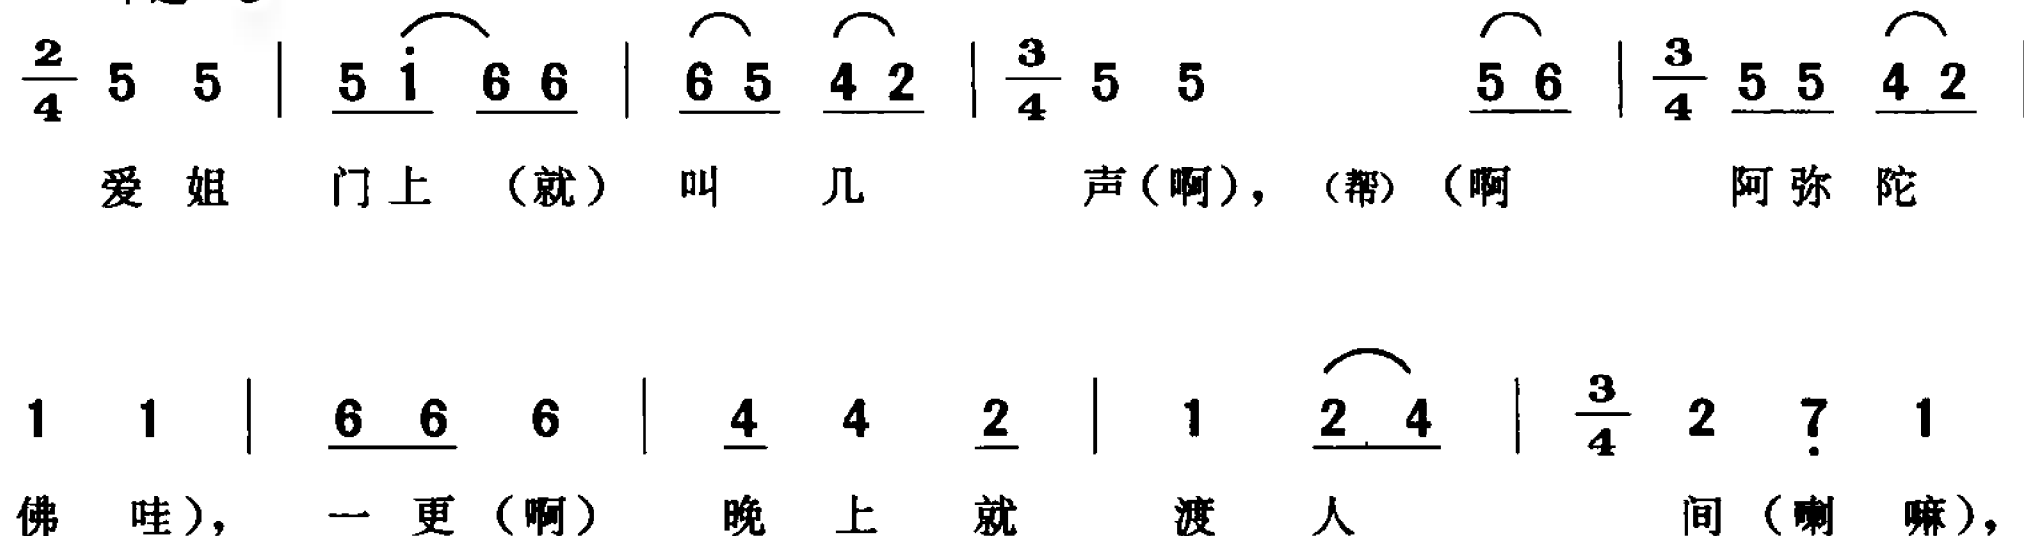 2/4 5 5 | 5 i 6 6 | 6 5 4 2 | 3/4 5 5 5 6 | 3/4 5 5 4 2 |
爱 姐 门 上 （就） 叫 几 声（啊），（帮）（啊 阿 弥 陀
1 1 | 6 6 6 | 4 4 2 | 1 2 4 | 3/4 2 7 1
佛 哇）， 一 更（啊） 晚 上 就 渡 人 间（喇 嘛），